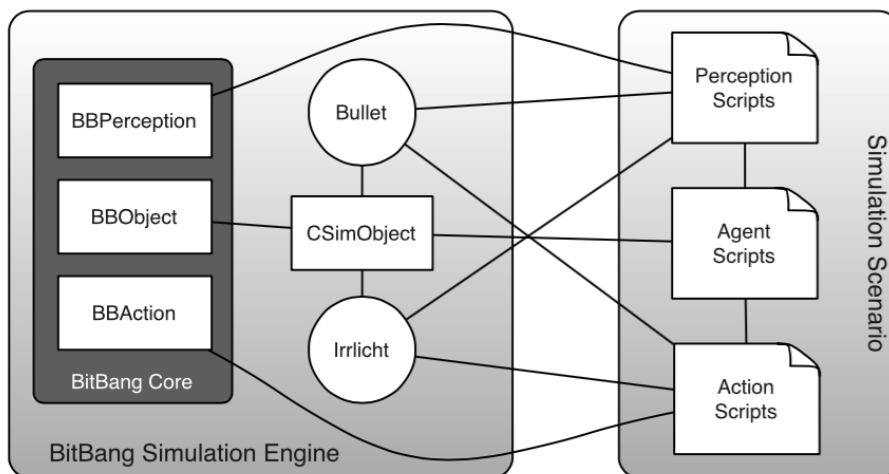 BBPerception
BBObject
BBAction
BitBang Core
Bullet
CSimObject
Irrlicht
BitBang Simulation Engine
Perception
Scripts
Agent
Scripts
Action
Scripts
Simulation Scenario